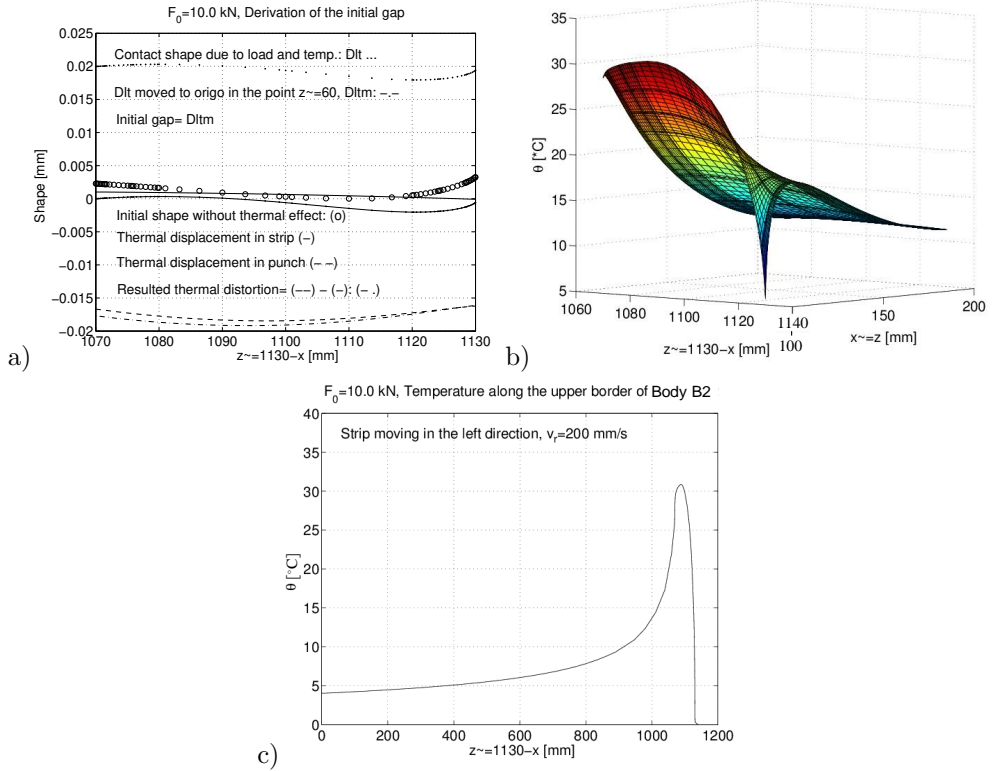 F0=10.0 kN, Derivation of the initial gap
0.025
0.02
0.015
0.01
0.005
0
−0.005
−0.01
−0.015
−0.02
Shape [mm]
Contact shape due to load and temp.: Dlt ...
Dlt moved to origo in the point z~=60, Dltm: −.−
Initial gap= Dltm
Initial shape without thermal effect: (o)
Thermal displacement in strip (−)
Thermal displacement in punch (− −)
Resulted thermal distortion= (−−) − (−): (− .)
1070 1080 1090 1100 1110 1120 1130
z~=1130−x [mm]
a)
35
30
25
20
15
10
5
θ [*C]
1060 1080 1100 1120 1140
z~=1130−x [mm]
100 150 200
x~=z [mm]
b)
F0=10.0 kN, Temperature along the upper border of Body B2
40
35
30
25
20
15
10
5
0
θ [°C]
Strip moving in the left direction, vr=200 mm/s
0 200 400 600 800 1000 1200
z~=1130−x [mm]
c)